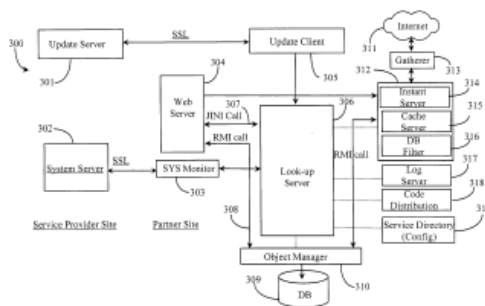 300
Update Server
301
SSL
Update Client
305
Internet
311
Gatherer
313
312
304
Web Server
307
JINI Call
RMI call
306
Look-up Server
RMI call
Instant Server
314
Cache Server
315
DB Filter
316
302
System Server
SSL
SYS Monitor
303
Log Server
317
Code Distribution
318
Service Directory (Config)
31
Service Provider Site
Partner Site
308
Object Manager
310
DB
309